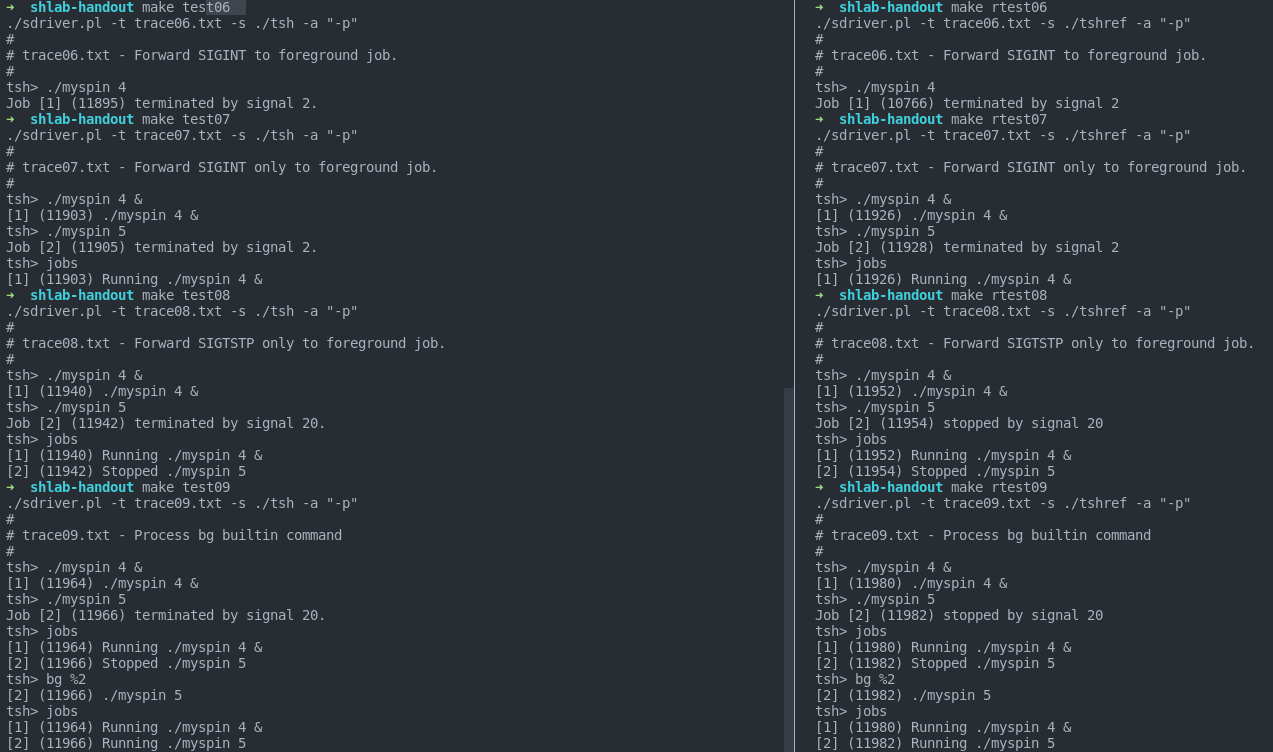 → shlab-handout make test06
./sdriver.pl -t trace06.txt -s ./tsh -a "-p"
#
# trace06.txt - Forward SIGINT to foreground job.
#
tsh> ./myspin 4
Job [1] (11895) terminated by signal 2.
→ shlab-handout make test07
./sdriver.pl -t trace07.txt -s ./tsh -a "-p"
#
# trace07.txt - Forward SIGINT only to foreground job.
#
tsh> ./myspin 4 &
[1] (11903) ./myspin 4 &
tsh> ./myspin 5
Job [2] (11905) terminated by signal 2.
tsh> jobs
[1] (11903) Running ./myspin 4 &
→ shlab-handout make test08
./sdriver.pl -t trace08.txt -s ./tsh -a "-p"
#
# trace08.txt - Forward SIGTSTP only to foreground job.
#
tsh> ./myspin 4 &
[1] (11940) ./myspin 4 &
tsh> ./myspin 5
Job [2] (11942) terminated by signal 20.
tsh> jobs
[1] (11940) Running ./myspin 4 &
[2] (11942) Stopped ./myspin 5
→ shlab-handout make test09
./sdriver.pl -t trace09.txt -s ./tsh -a "-p"
#
# trace09.txt - Process bg builtin command
#
tsh> ./myspin 4 &
[1] (11964) ./myspin 4 &
tsh> ./myspin 5
Job [2] (11966) terminated by signal 20.
tsh> jobs
[1] (11964) Running ./myspin 4 &
[2] (11966) Stopped ./myspin 5
tsh> bg %2
[2] (11966) ./myspin 5
tsh> jobs
[1] (11964) Running ./myspin 4 &
[2] (11966) Running ./myspin 5
→ shlab-handout make rtest06
./sdriver.pl -t trace06.txt -s ./tshref -a "-p"
#
# trace06.txt - Forward SIGINT to foreground job.
#
tsh> ./myspin 4
Job [1] (10766) terminated by signal 2
→ shlab-handout make rtest07
./sdriver.pl -t trace07.txt -s ./tshref -a "-p"
#
# trace07.txt - Forward SIGINT only to foreground job.
#
tsh> ./myspin 4 &
[1] (11926) ./myspin 4 &
tsh> ./myspin 5
Job [2] (11928) terminated by signal 2
tsh> jobs
[1] (11926) Running ./myspin 4 &
→ shlab-handout make rtest08
./sdriver.pl -t trace08.txt -s ./tshref -a "-p"
#
# trace08.txt - Forward SIGTSTP only to foreground job.
#
tsh> ./myspin 4 &
[1] (11952) ./myspin 4 &
tsh> ./myspin 5
Job [2] (11954) stopped by signal 20
tsh> jobs
[1] (11952) Running ./myspin 4 &
[2] (11954) Stopped ./myspin 5
→ shlab-handout make rtest09
./sdriver.pl -t trace09.txt -s ./tshref -a "-p"
#
# trace09.txt - Process bg builtin command
#
tsh> ./myspin 4 &
[1] (11980) ./myspin 4 &
tsh> ./myspin 5
Job [2] (11982) stopped by signal 20
tsh> jobs
[1] (11980) Running ./myspin 4 &
[2] (11982) Stopped ./myspin 5
tsh> bg %2
[2] (11982) ./myspin 5
tsh> jobs
[1] (11980) Running ./myspin 4 &
[2] (11982) Running ./myspin 5